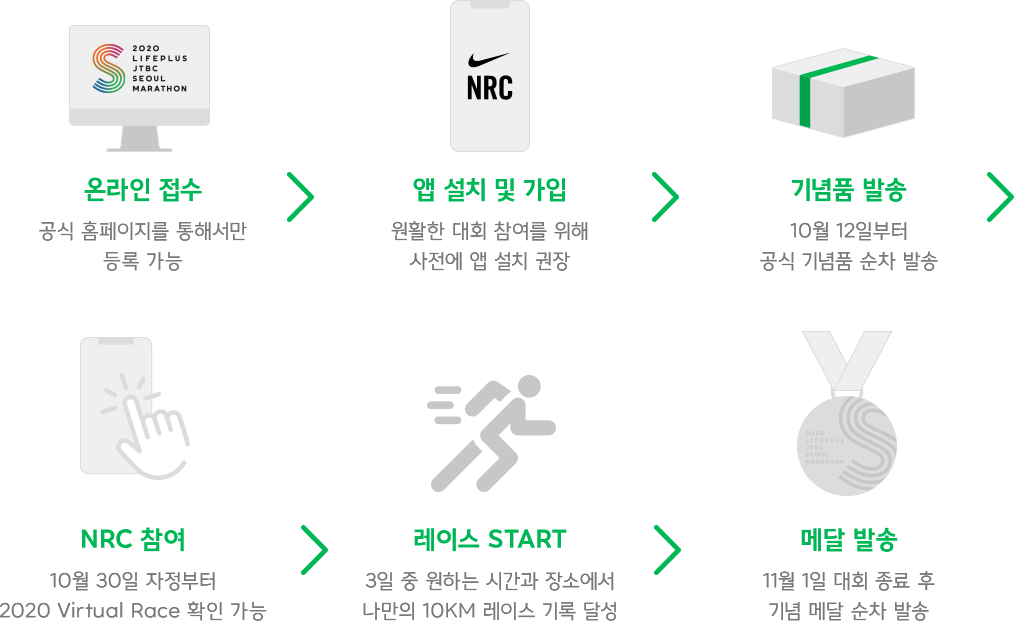 2020
LIFEPLUS
JTBC
SEOUL
MARATHON
NRC
온라인 접수
공식 홈페이지를 통해서만
등록 가능
앱 설치 및 가입
원활한 대회 참여를 위해
사전에 앱 설치 권장
기념품 발송
10월 12일부터
공식 기념품 순차 발송
2020
LIFEPLUS
JTBC
SEOUL
MARATHON
NRC 참여
10월 30일 자정부터
2020 Virtual Race 확인 가능
레이스 START
3일 중 원하는 시간과 장소에서
나만의 10KM 레이스 기록 달성
메달 발송
11월 1일 대회 종료 후
기념 메달 순차 발송